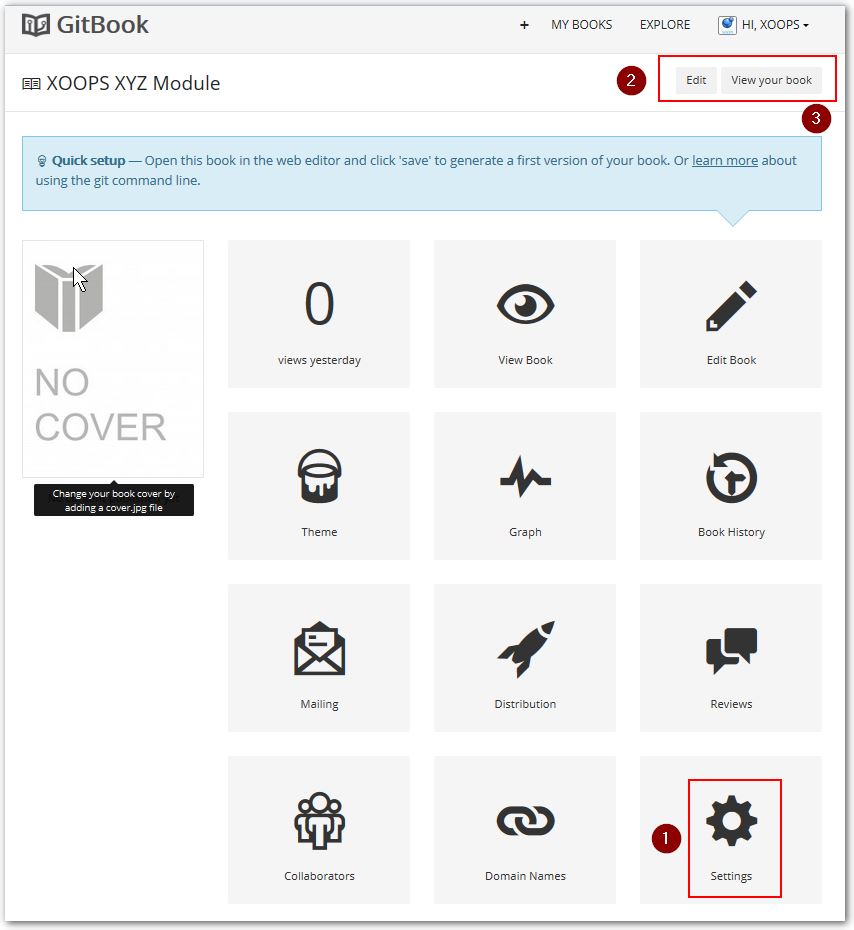 GitBook
+ MY BOOKS EXPLORE HI, XOOPS
XOOPS XYZ Module
2
Edit View your book
3
Quick setup — Open this book in the web editor and click 'save' to generate a first version of your book. Or learn more about
using the git command line.
NO
COVER
Change your book cover by
adding a cover.jpg file
0
views yesterday View Book Edit Book
Theme Graph Book History
Mailing Distribution Reviews
1
Collaborators Domain Names Settings